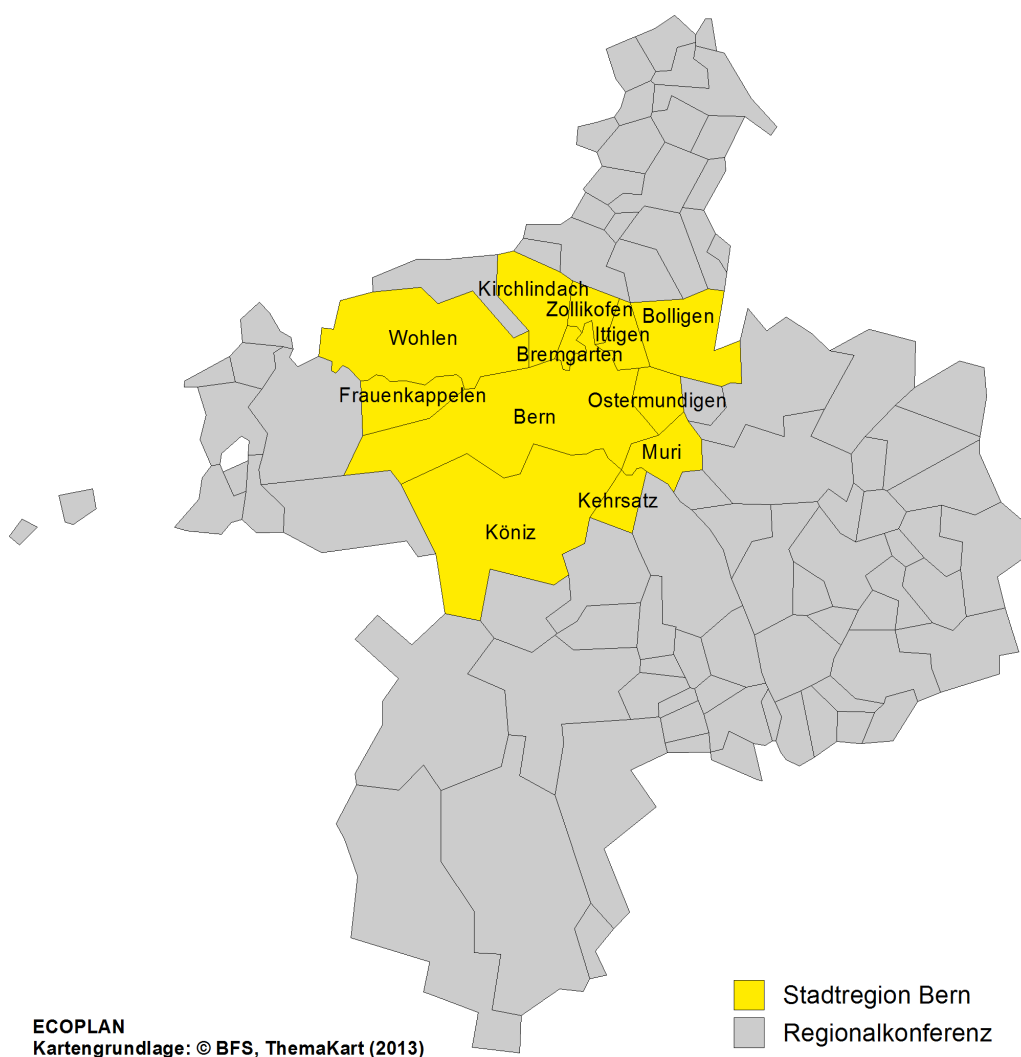 Kirchlindach
Zollikofen
Bolligen
Wohlen
Ittigen
Bremgarten
Frauenkappelen
Ostermundigen
Bern
Muri
Kehrsatz
Köniz
Stadtregion Bern
Regionalkonferenz
ECOPLAN
Kartengrundlage: © BFS, ThemaKart (2013)